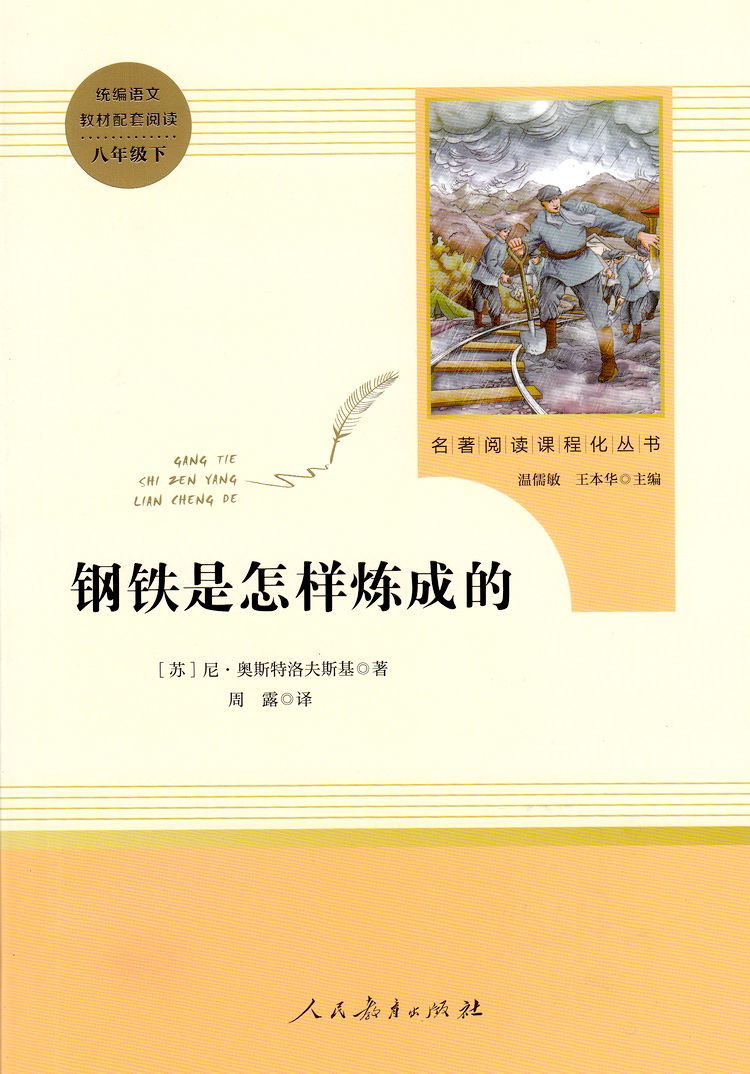 统编语文
教材配套阅读
八年级下
名著阅读课程化丛书
温儒敏 王本华◎主编
GANG TIE
SHI ZEN YANG
LIAN CHENG DE
钢铁是怎样炼成的
[苏]尼·奥斯特洛夫斯基◎著
周 露◎译
人民教育出版社